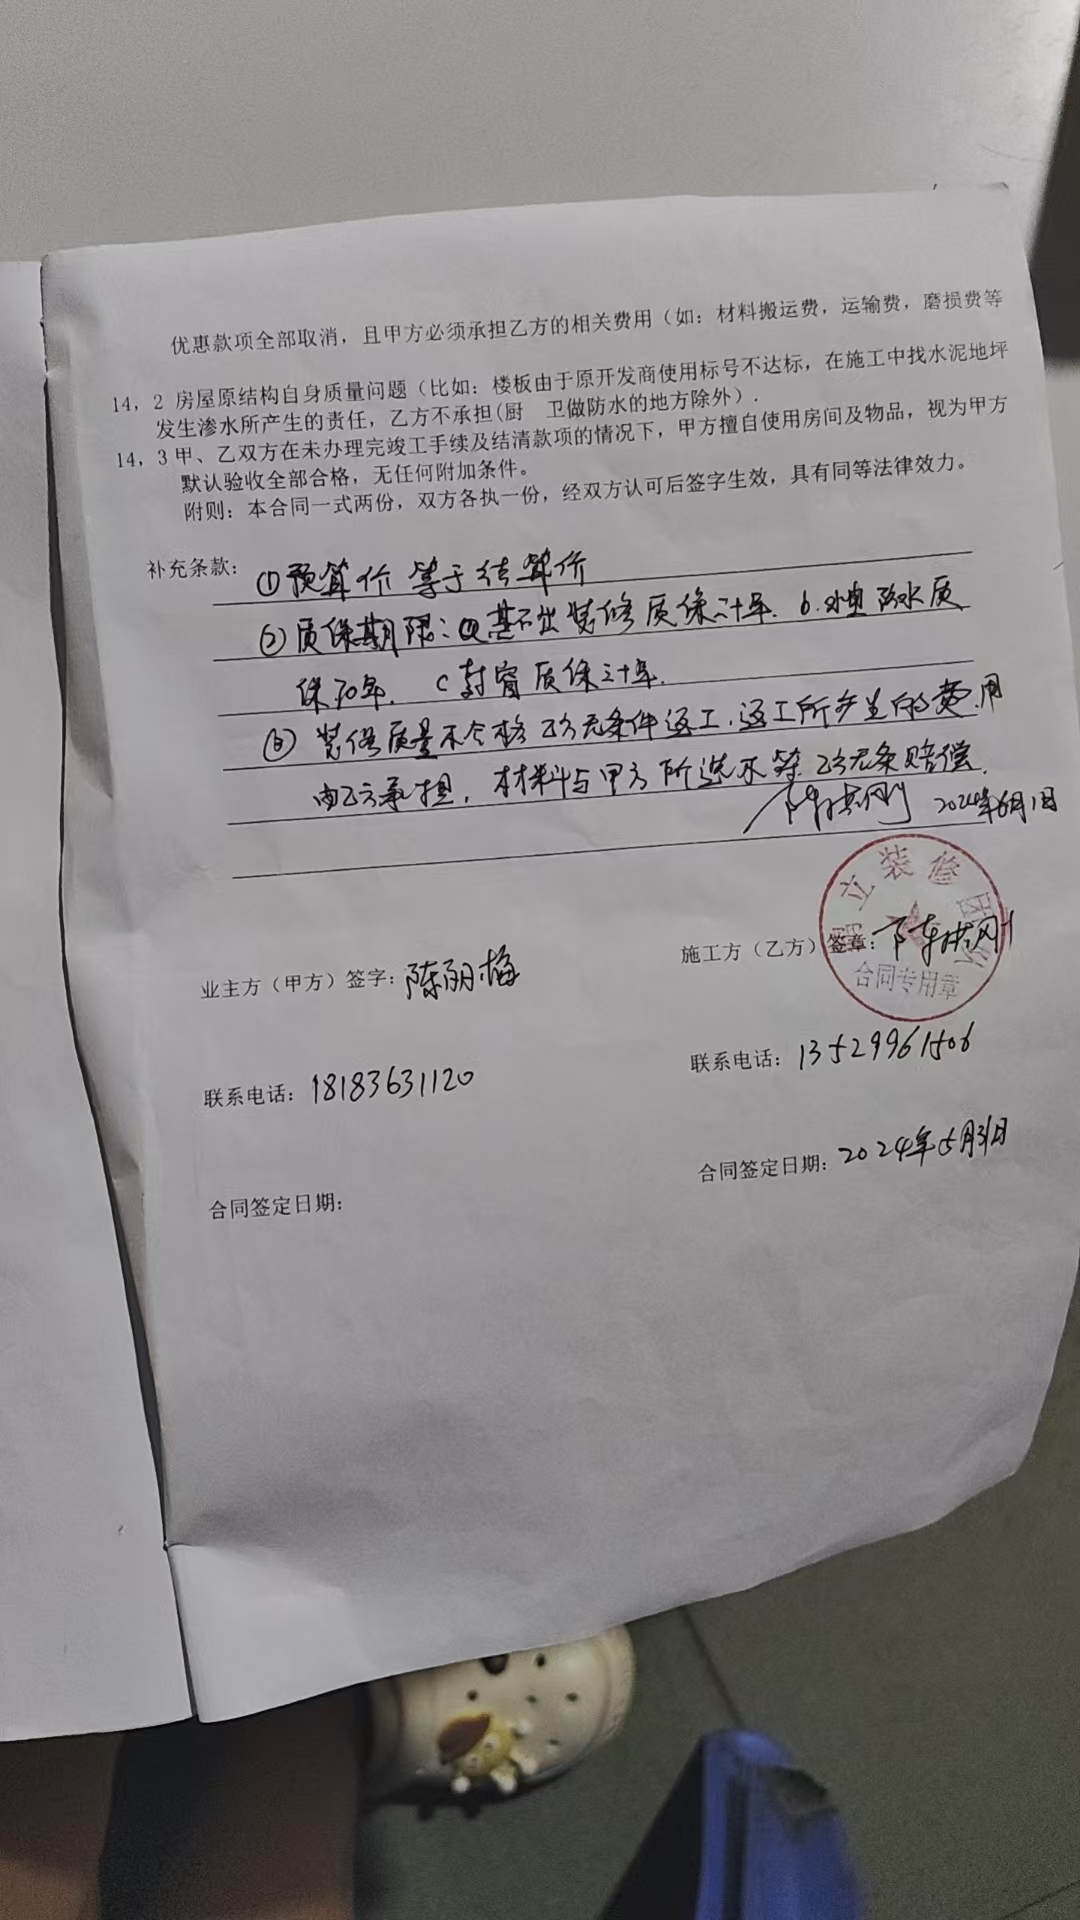 优惠款项全部取消，且甲方必须承担乙方的相关费用（如：材料搬运费，运输费，磨损费等
14，2 房屋原结构自身质量问题（比如：楼板由于原开发商使用标号不达标，在施工中找水泥地坪
发生渗水所产生的责任，乙方不承担(厨　卫做防水的地方除外）.
14，3 甲、乙双方在未办理完竣工手续及结清款项的情况下，甲方擅自使用房间及物品，视为甲方
默认验收全部合格，无任何附加条件。
附则：本合同一式两份，双方各执一份，经双方认可后签字生效，具有同等法律效力。
补充条款：①预算价等于结算价
②质保期限：a基 装修质保二十年. b. 防水质
保30年. C封窗质保三十年.
③ 装修质量不合格乙方无条件返工.返工所产生的费用
由乙方承担，材料与甲方所选不符 乙方无条赔偿.
2024年6月1日
立装修
合同专用章
业主方（甲方）签字：陈丽梅
施工方（乙方）签章：
联系电话：18183631120
联系电话：13529961506
合同签定日期：
合同签定日期：2024年5月31日